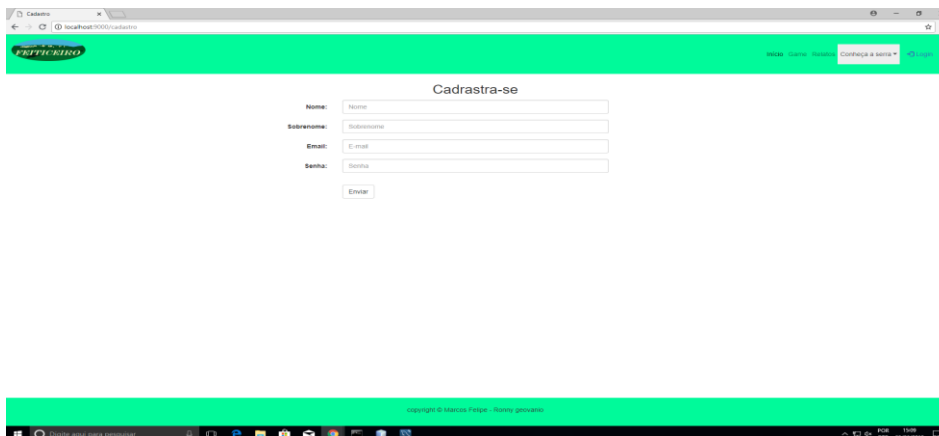 Cadastro
localhost:9000/cadastro
FEITICEIRO
Início Game Relatos Conheça a serra Login
Cadrastra-se
Nome: Nome
Sobrenome: Sobrenome
Email: E-mail
Senha: Senha
Enviar
copyright © Marcos Felipe - Ronny geovanio
Digite aqui para pesquisar
POR 15:09